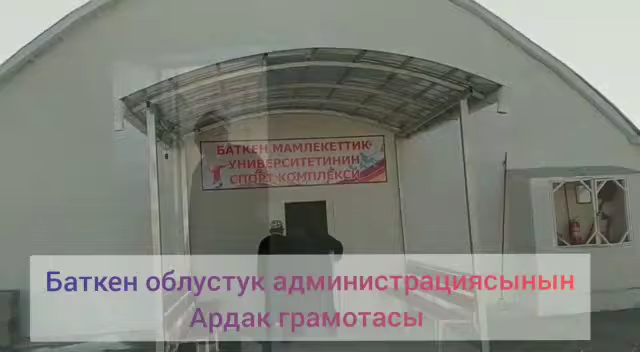 БАТКЕН МАМЛЕКЕТТИК
УНИВЕРСИТЕТИНИН
СПОРТ КОМПЛЕКСИ
Баткен облустук администрациясынын
Ардак грамотасы